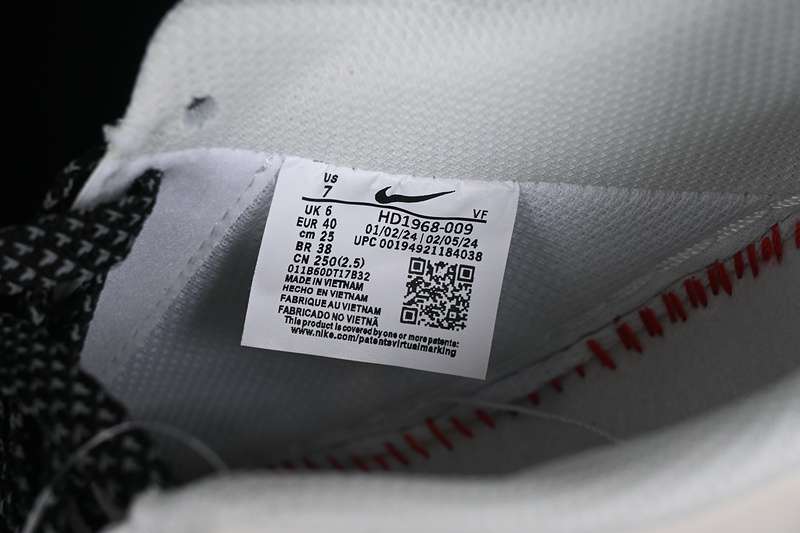 US
7
UK 6
EUR 40
cm 25
BR 38
CN 250(2.5)
HD1968-009
VF
01/02/24 | 02/05/24
UPC 00194921184038
011B60DT17B32
MADE IN VIETNAM
HECHO EN VIETNAM
FABRIQUE AU VIETNAM
FABRICADO NO VIETNÃ
This product is covered by one or more patents:
www.nike.com/patentsvirtualmarking